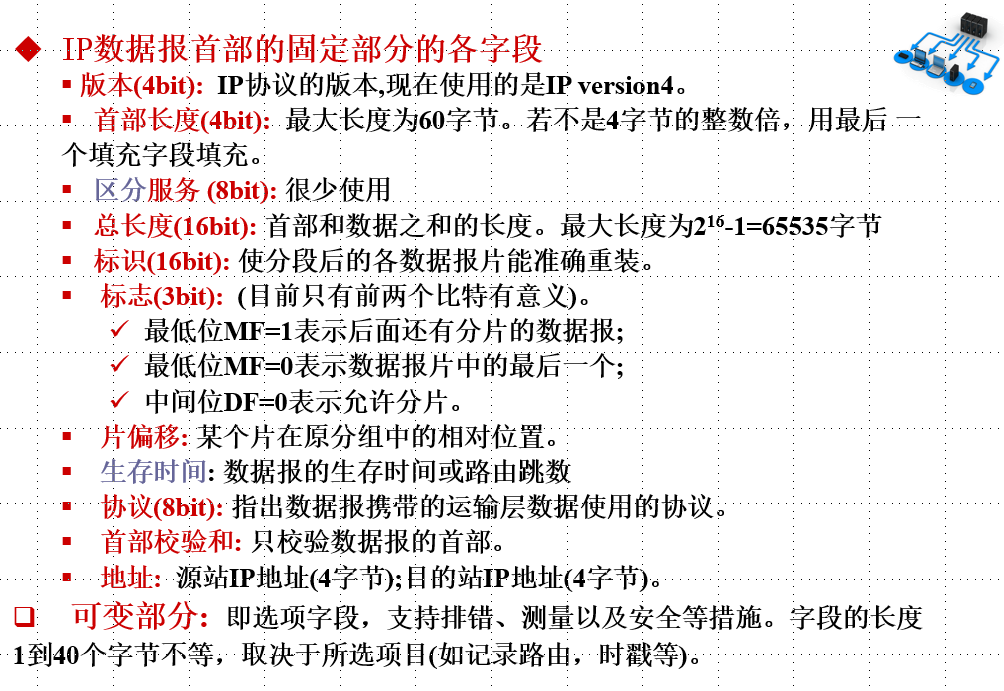 IP数据报首部的固定部分的各字段
版本(4bit): IP协议的版本,现在使用的是IP version4。
首部长度(4bit): 最大长度为60字节。若不是4字节的整数倍，用最后一
个填充字段填充。
区分服务 (8bit): 很少使用
总长度(16bit): 首部和数据之和的长度。最大长度为2¹⁶-1=65535字节
标识(16bit): 使分段后的各数据报片能准确重装。
标志(3bit): (目前只有前两个比特有意义)。
最低位MF=1表示后面还有分片的数据报;
最低位MF=0表示数据报片中的最后一个;
中间位DF=0表示允许分片。
片偏移: 某个片在原分组中的相对位置。
生存时间: 数据报的生存时间或路由跳数
协议(8bit): 指出数据报携带的运输层数据使用的协议。
首部校验和: 只校验数据报的首部。
地址: 源站IP地址(4字节);目的站IP地址(4字节)。
可变部分: 即选项字段，支持排错、测量以及安全等措施。字段的长度
1到40个字节不等，取决于所选项目(如记录路由，时戳等)。